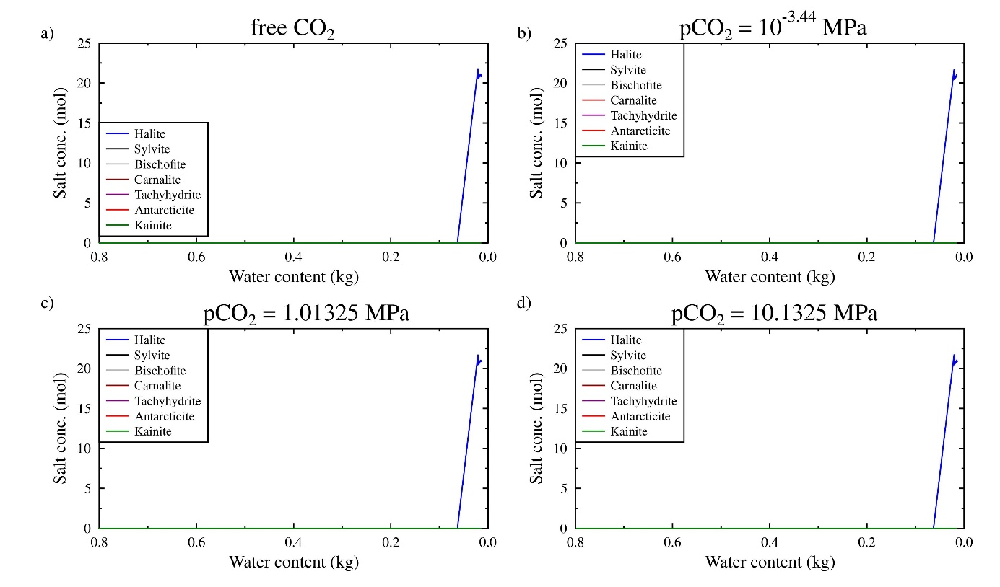 a)
free CO₂
25
20
15
10
5
0
Salt conc. (mol)
Halite
Sylvite
Bischofite
Carnalite
Tachyhydrite
Antarcticite
Kainite
0.8 0.6 0.4 0.2 0.0
Water content (kg)
b)
pCO₂ = 10⁻³·⁴⁴ MPa
25
20
15
10
5
0
Salt conc. (mol)
Halite
Sylvite
Bischofite
Carnalite
Tachyhydrite
Antarcticite
Kainite
0.8 0.6 0.4 0.2 0.0
Water content (kg)
c)
pCO₂ = 1.01325 MPa
25
20
15
10
5
0
Salt conc. (mol)
Halite
Sylvite
Bischofite
Carnalite
Tachyhydrite
Antarcticite
Kainite
0.8 0.6 0.4 0.2 0.0
Water content (kg)
d)
pCO₂ = 10.1325 MPa
25
20
15
10
5
0
Salt conc. (mol)
Halite
Sylvite
Bischofite
Carnalite
Tachyhydrite
Antarcticite
Kainite
0.8 0.6 0.4 0.2 0.0
Water content (kg)